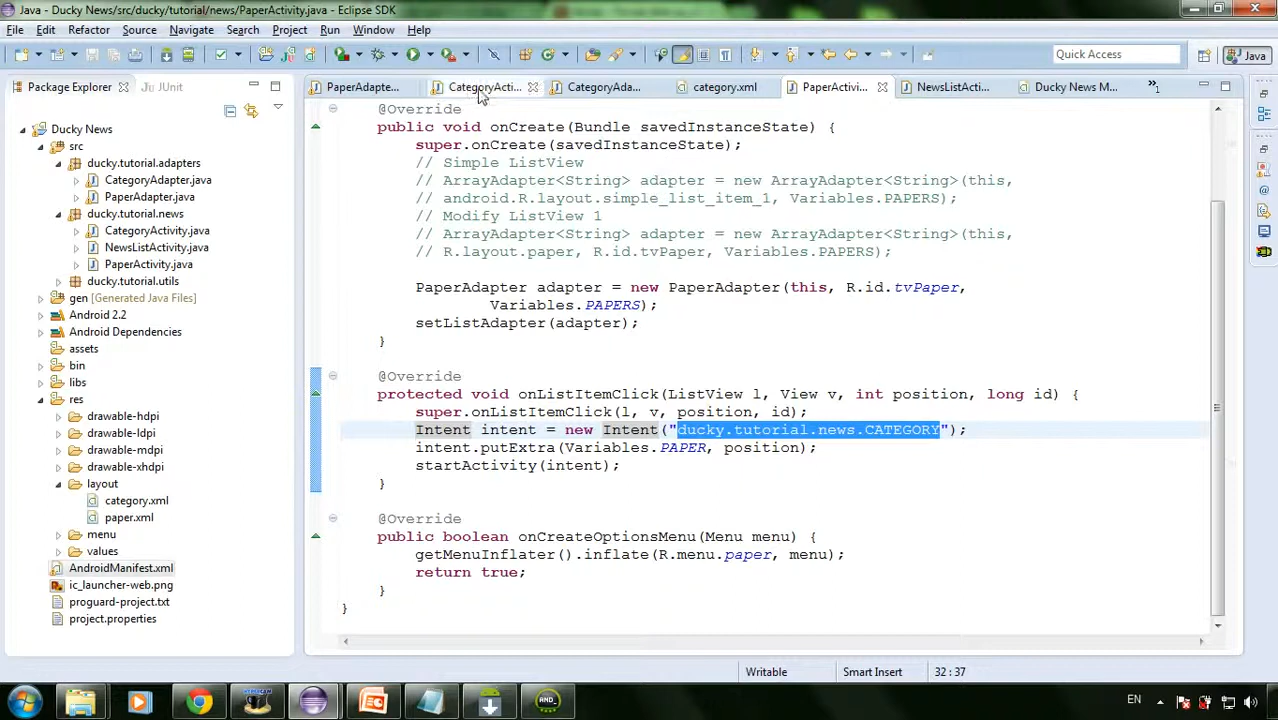 Java - Ducky News/src/ducky/tutorial/news/PaperActivity.java - Eclipse SDK
File Edit Refactor Source Navigate Search Project Run Window Help
Quick Access
Java
Package Explorer
JUnit
PaperAdapte...
CategoryActi...
CategoryAda...
category.xml
PaperActivi...
NewsListActi...
Ducky News M...
Ducky News
src
ducky.tutorial.adapters
CategoryAdapter.java
PaperAdapter.java
ducky.tutorial.news
CategoryActivity.java
NewsListActivity.java
PaperActivity.java
ducky.tutorial.utils
gen [Generated Java Files]
Android 2.2
Android Dependencies
assets
bin
libs
res
drawable-hdpi
drawable-ldpi
drawable-mdpi
drawable-xhdpi
layout
category.xml
paper.xml
menu
values
AndroidManifest.xml
ic_launcher-web.png
proguard-project.txt
project.properties
@Override
public void onCreate(Bundle savedInstanceState) {
super.onCreate(savedInstanceState);
// Simple ListView
// ArrayAdapter<String> adapter = new ArrayAdapter<String>(this,
// android.R.layout.simple_list_item_1, Variables.PAPERS);
// Modify ListView 1
// ArrayAdapter<String> adapter = new ArrayAdapter<String>(this,
// R.layout.paper, R.id.tvPaper, Variables.PAPERS);
PaperAdapter adapter = new PaperAdapter(this, R.id.tvPaper,
Variables.PAPERS);
setListAdapter(adapter);
}
@Override
protected void onListItemClick(ListView l, View v, int position, long id) {
super.onListItemClick(l, v, position, id);
Intent intent = new Intent("ducky.tutorial.news.CATEGORY");
intent.putExtra(Variables.PAPER, position);
startActivity(intent);
}
@Override
public boolean onCreateOptionsMenu(Menu menu) {
getMenuInflater().inflate(R.menu.paper, menu);
return true;
}
}
Writable
Smart Insert
32 : 37
EN